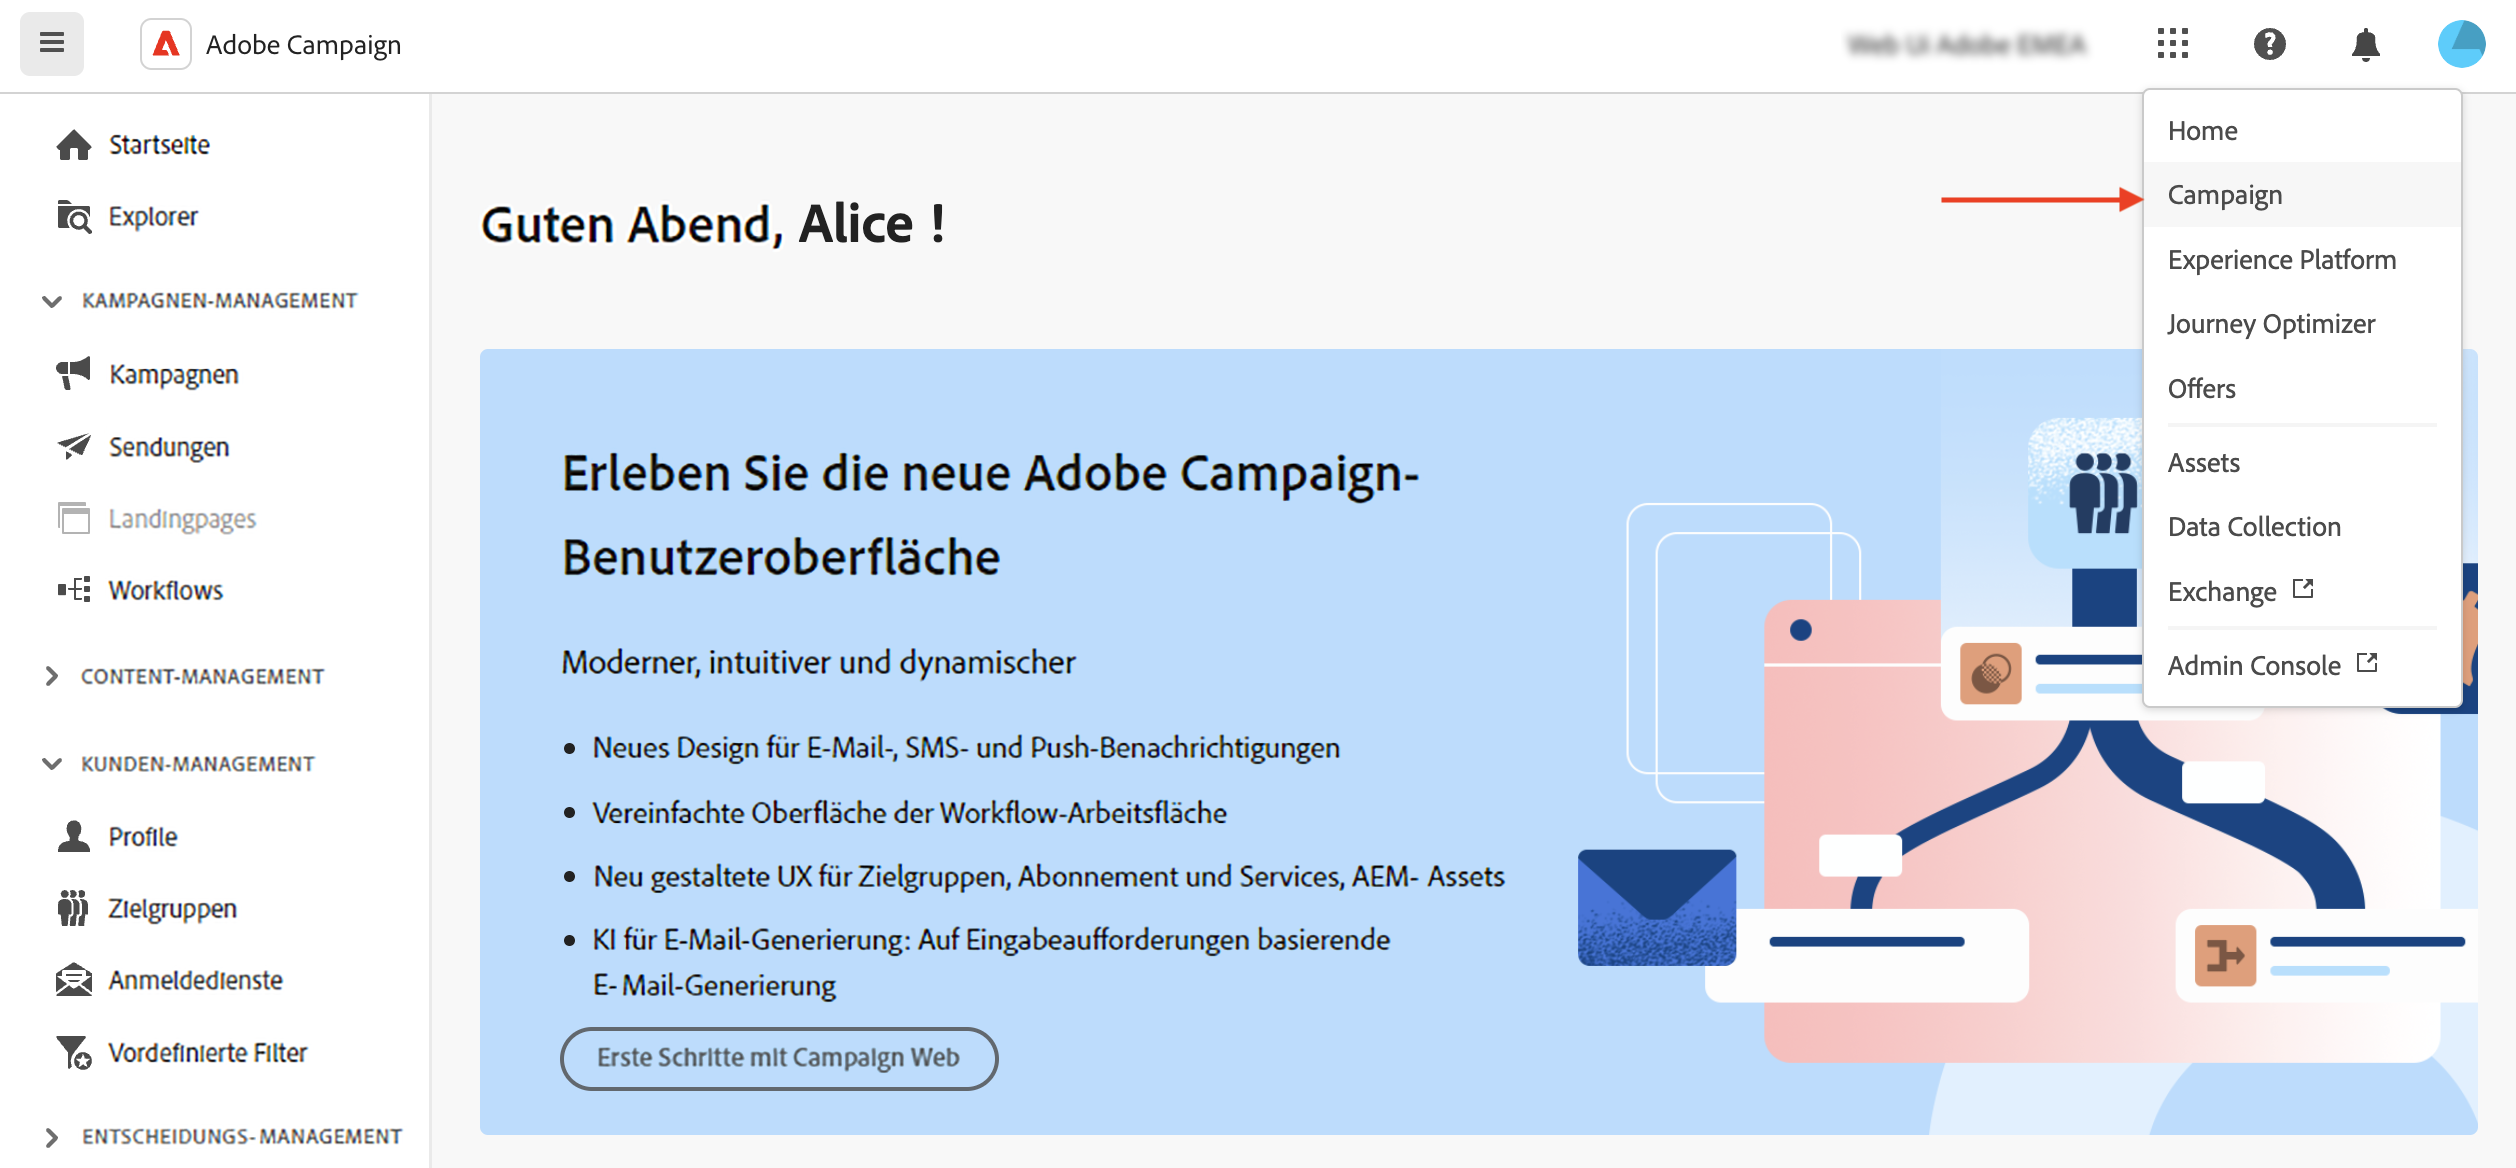 Adobe Campaign
Web UI Adobe EMEA
Home
Campaign
Experience Platform
Journey Optimizer
Offers
Assets
Data Collection
Exchange
Admin Console
Startseite
Explorer
KAMPAGNEN-MANAGEMENT
Kampagnen
Sendungen
Landingpages
Workflows
CONTENT-MANAGEMENT
KUNDEN-MANAGEMENT
Profile
Zielgruppen
Anmeldedienste
Vordefinierte Filter
ENTSCHEIDUNGS- MANAGEMENT
Guten Abend, Alice !
Erleben Sie die neue Adobe Campaign-
Benutzeroberfläche
Moderner, intuitiver und dynamischer
• Neues Design für E-Mail-, SMS- und Push-Benachrichtigungen
• Vereinfachte Oberfläche der Workflow-Arbeitsfläche
• Neu gestaltete UX für Zielgruppen, Abonnement und Services, AEM- Assets
• KI für E-Mail-Generierung: Auf Eingabeaufforderungen basierende
E- Mail-Generierung
Erste Schritte mit Campaign Web